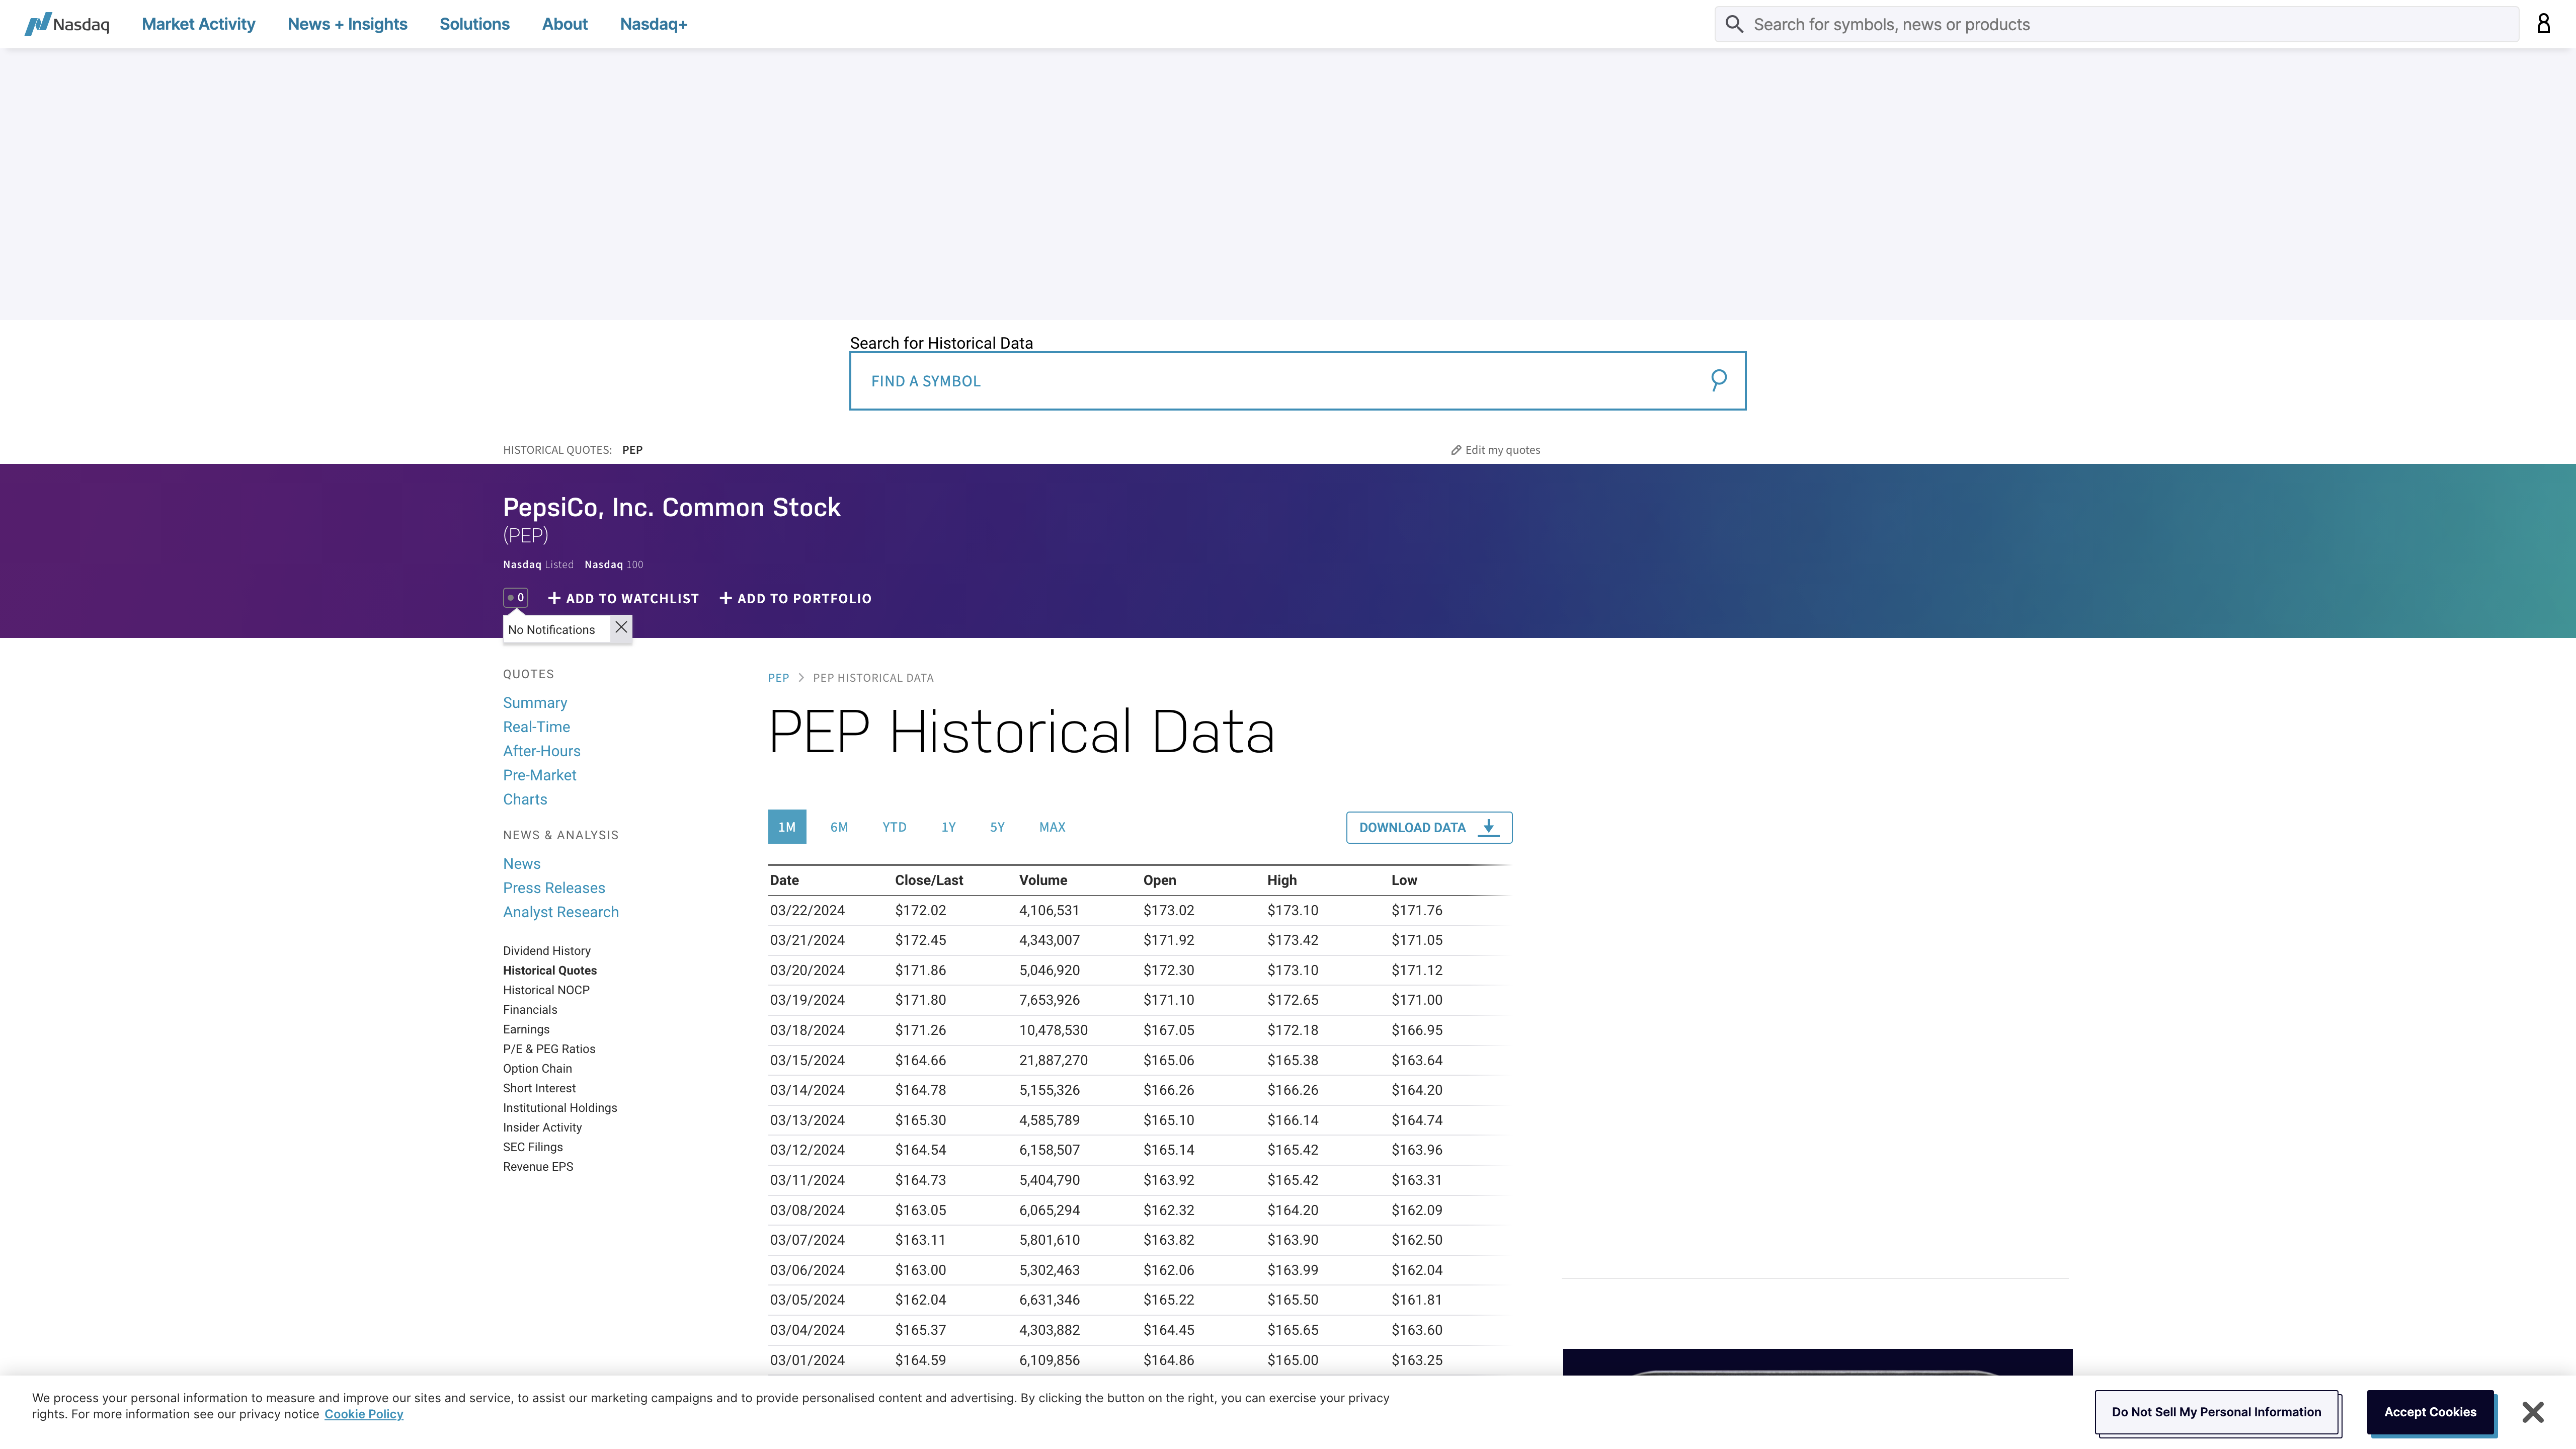 Nasdaq Market Activity News + Insights Solutions About Nasdaq+ Search for symbols, news or products
Search for Historical Data
FIND A SYMBOL
HISTORICAL QUOTES: PEP Edit my quotes
PepsiCo, Inc. Common Stock
(PEP)
Nasdaq Listed Nasdaq 100
0 ADD TO WATCHLIST ADD TO PORTFOLIO
No Notifications
QUOTES
Summary
Real-Time
After-Hours
Pre-Market
Charts
NEWS & ANALYSIS
News
Press Releases
Analyst Research
Dividend History
Historical Quotes
Historical NOCP
Financials
Earnings
P/E & PEG Ratios
Option Chain
Short Interest
Institutional Holdings
Insider Activity
SEC Filings
Revenue EPS
PEP > PEP HISTORICAL DATA
PEP Historical Data
1M 6M YTD 1Y 5Y MAX DOWNLOAD DATA
Date Close/Last Volume Open High Low
03/22/2024 $172.02 4,106,531 $173.02 $173.10 $171.76
03/21/2024 $172.45 4,343,007 $171.92 $173.42 $171.05
03/20/2024 $171.86 5,046,920 $172.30 $173.10 $171.12
03/19/2024 $171.80 7,653,926 $171.10 $172.65 $171.00
03/18/2024 $171.26 10,478,530 $167.05 $172.18 $166.95
03/15/2024 $164.66 21,887,270 $165.06 $165.38 $163.64
03/14/2024 $164.78 5,155,326 $166.26 $166.26 $164.20
03/13/2024 $165.30 4,585,789 $165.10 $166.14 $164.74
03/12/2024 $164.54 6,158,507 $165.14 $165.42 $163.96
03/11/2024 $164.73 5,404,790 $163.92 $165.42 $163.31
03/08/2024 $163.05 6,065,294 $162.32 $164.20 $162.09
03/07/2024 $163.11 5,801,610 $163.82 $163.90 $162.50
03/06/2024 $163.00 5,302,463 $162.06 $163.99 $162.04
03/05/2024 $162.04 6,631,346 $165.22 $165.50 $161.81
03/04/2024 $165.37 4,303,882 $164.45 $165.65 $163.60
03/01/2024 $164.59 6,109,856 $164.86 $165.00 $163.25
We process your personal information to measure and improve our sites and service, to assist our marketing campaigns and to provide personalised content and advertising. By clicking the button on the right, you can exercise your privacy
rights. For more information see our privacy notice Cookie Policy
Do Not Sell My Personal Information
Accept Cookies